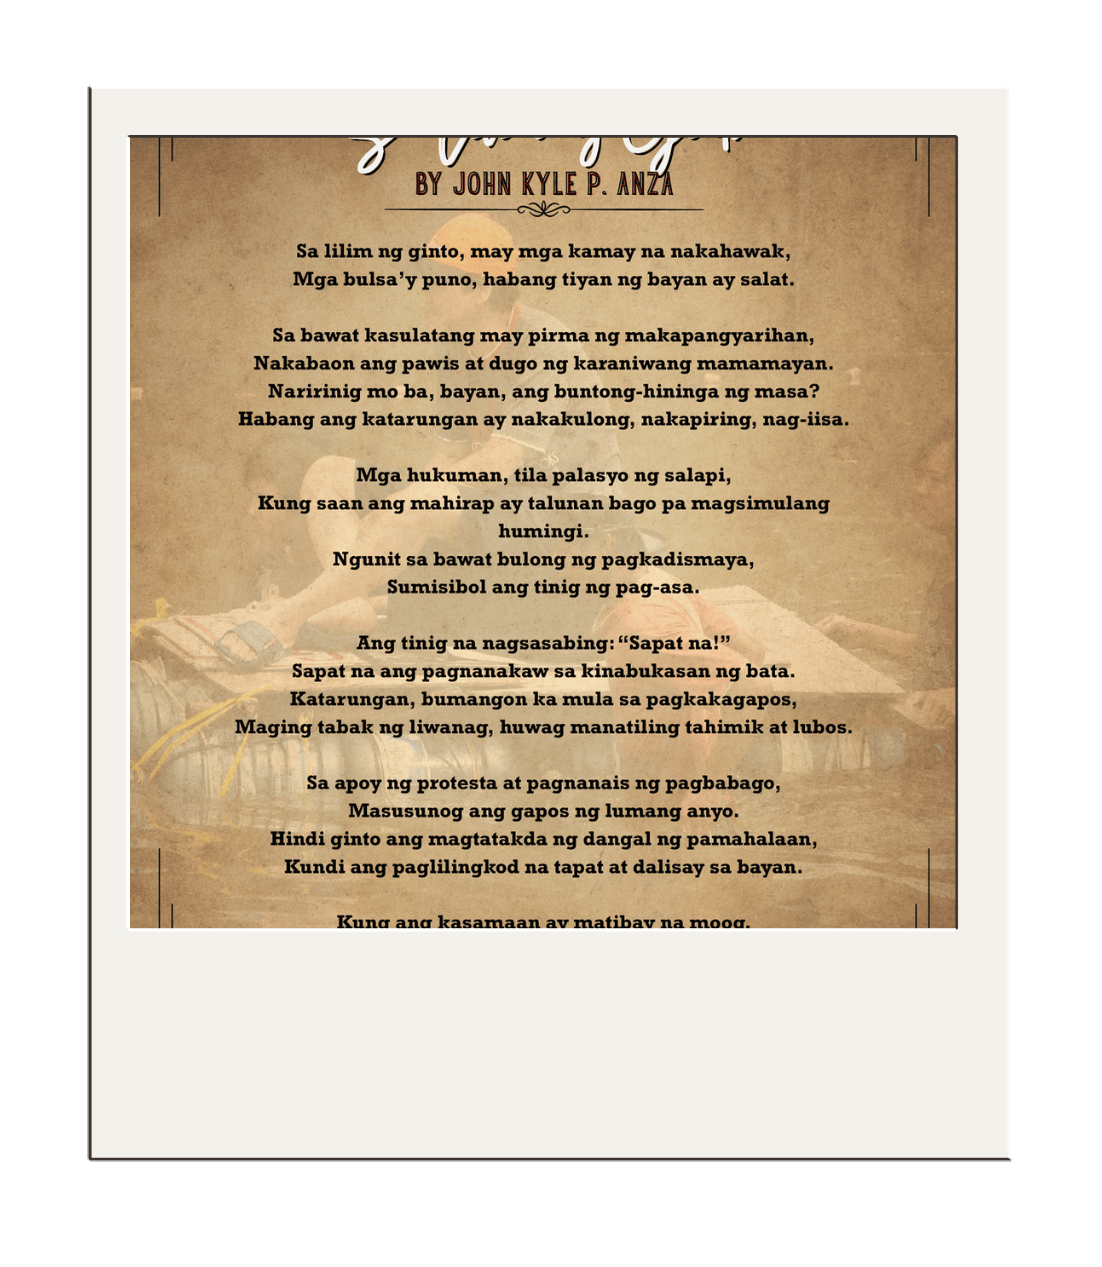 BY JOHN KYLE P. ANZA
Sa lilim ng ginto, may mga kamay na nakahawak,
Mga bulsa’y puno, habang tiyan ng bayan ay salat.
Sa bawat kasulatang may pirma ng makapangyarihan,
Nakabaon ang pawis at dugo ng karaniwang mamamayan.
Naririnig mo ba, bayan, ang buntong-hininga ng masa?
Habang ang katarungan ay nakakulong, nakapiring, nag-iisa.
Mga hukuman, tila palasyo ng salapi,
Kung saan ang mahirap ay talunan bago pa magsimulang
humingi.
Ngunit sa bawat bulong ng pagkadismaya,
Sumisibol ang tinig ng pag-asa.
Ang tinig na nagsasabing: “Sapat na!”
Sapat na ang pagnanakaw sa kinabukasan ng bata.
Katarungan, bumangon ka mula sa pagkakagapos,
Maging tabak ng liwanag, huwag manatiling tahimik at lubos.
Sa apoy ng protesta at pagnanais ng pagbabago,
Masusunog ang gapos ng lumang anyo.
Hindi ginto ang magtatakda ng dangal ng pamahalaan,
Kundi ang paglilingkod na tapat at dalisay sa bayan.
Kung ang kasamaan ay matibay na moog,